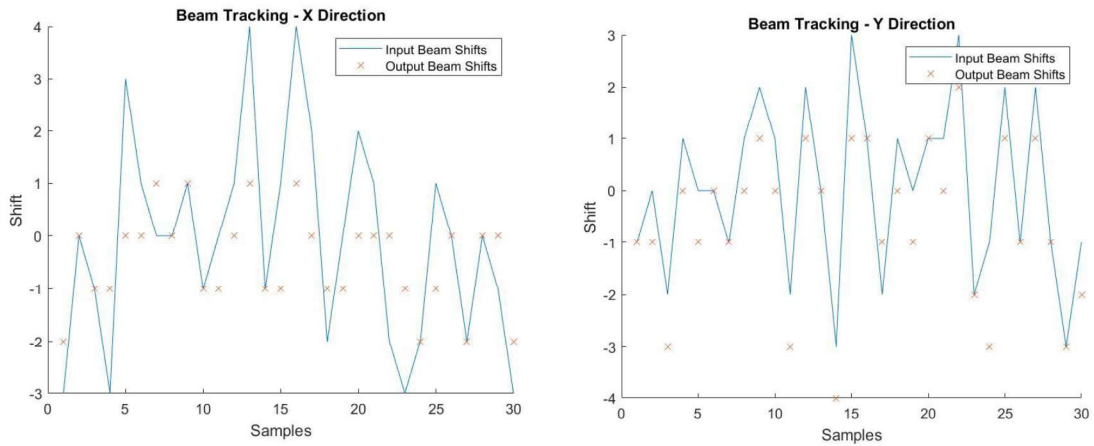 Beam Tracking - X Direction
4
3
2
1
0
-1
-2
-3
Shift
0 5 10 15 20 25 30
Samples
Input Beam Shifts
Output Beam Shifts
Beam Tracking - Y Direction
3
2
1
0
-1
-2
-3
-4
Shift
0 5 10 15 20 25 30
Samples
Input Beam Shifts
Output Beam Shifts